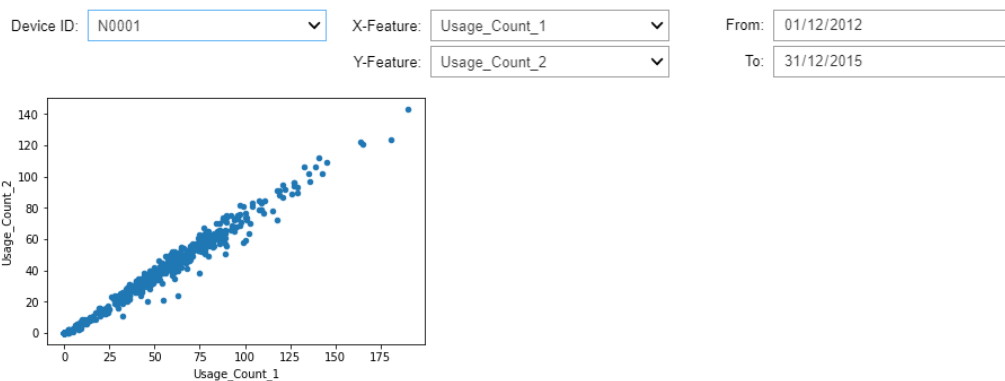 Device ID: N0001 X-Feature: Usage_Count_1 From: 01/12/2012
Y-Feature: Usage_Count_2 To: 31/12/2015
140
120
100
80
60
40
20
0
Usage_Count_2
0 25 50 75 100 125 150 175
Usage_Count_1